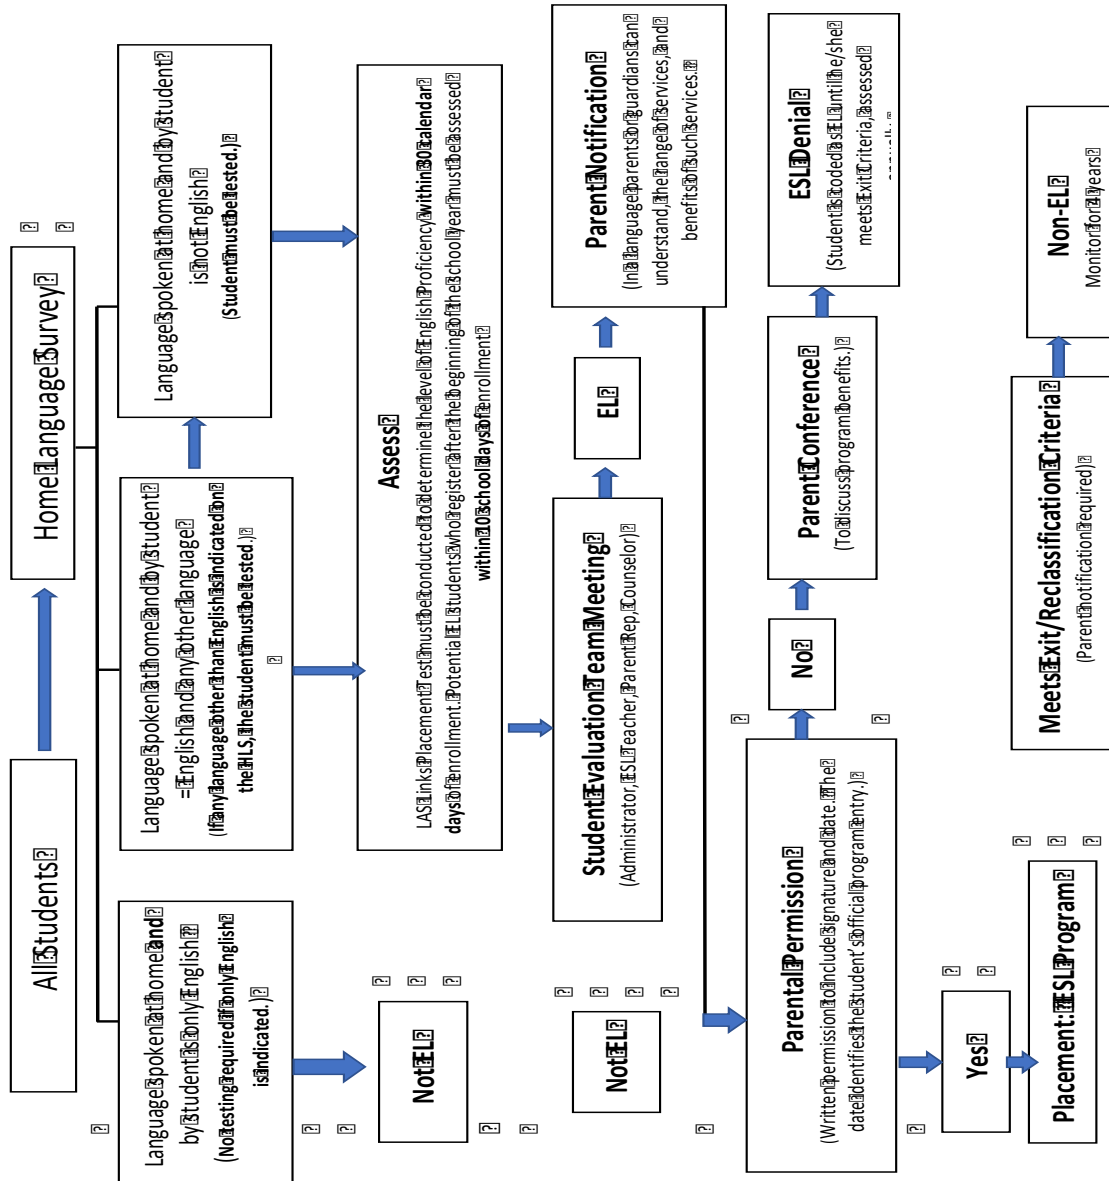 All Students
Home Language Survey
Language spoken at home and
by student is only English
(No testing required if only English
is indicated.)
Language spoken at home and by student
= English and any other language
(If any language other than English is indicated on
the HLS, the student must be tested.)
Language spoken at home and by student
is not English
(Student must be tested.)
Not EL
Assess
LAS Links Placement Test must be conducted to determine the level of English Proficiency within 30 calendar
days of enrollment. Potential EL students who register after the beginning of the school year must be assessed
within 10 school days of enrollment
Not EL
Student Evaluation Team Meeting
(Administrator, ESL Teacher, Parent Rep, Counselor)
EL
Parent Notification
(In a language parents or guardians can
understand, the range of services, and
benefits of such services.
Parental Permission
(Written permission to include signature and date. The
date identifies the student's official program entry.)
No
Parent Conference
(To discuss program benefits.)
ESL Denial
(Student is coded as EL until he/she
meets Exit Criteria, assessed
Yes
Placement: ESL Program
Meets Exit/Reclassification Criteria
(Parent notification required)
Non-EL
Monitor for 4 years